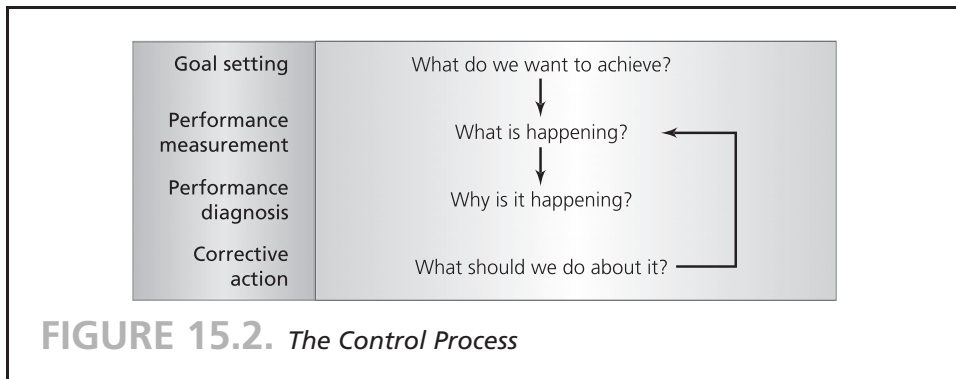 Goal setting
What do we want to achieve?
Performance
measurement
What is happening?
Performance
diagnosis
Why is it happening?
Corrective
action
What should we do about it?
FIGURE 15.2. The Control Process